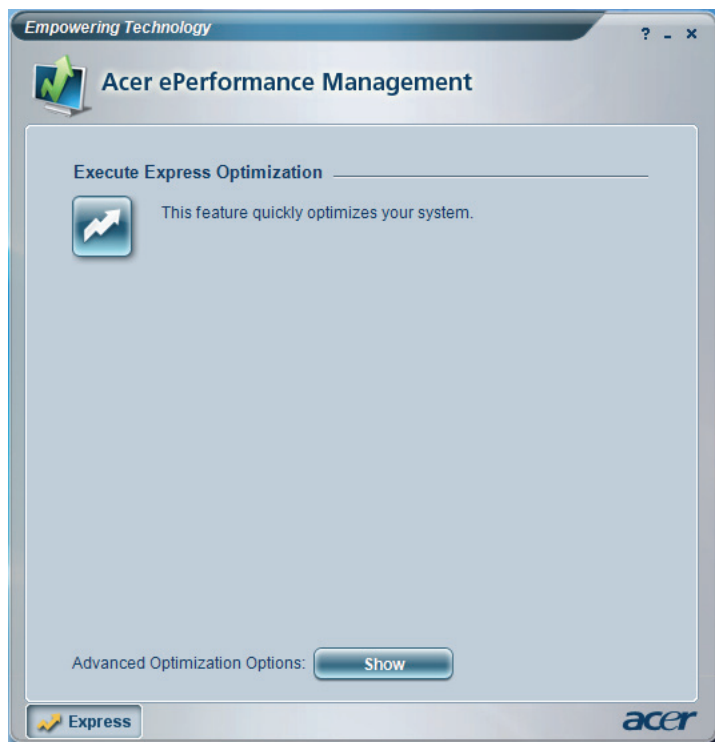 Empowering Technology
? - ×
Acer ePerformance Management
Execute Express Optimization
This feature quickly optimizes your system.
Advanced Optimization Options: Show
Express
acer